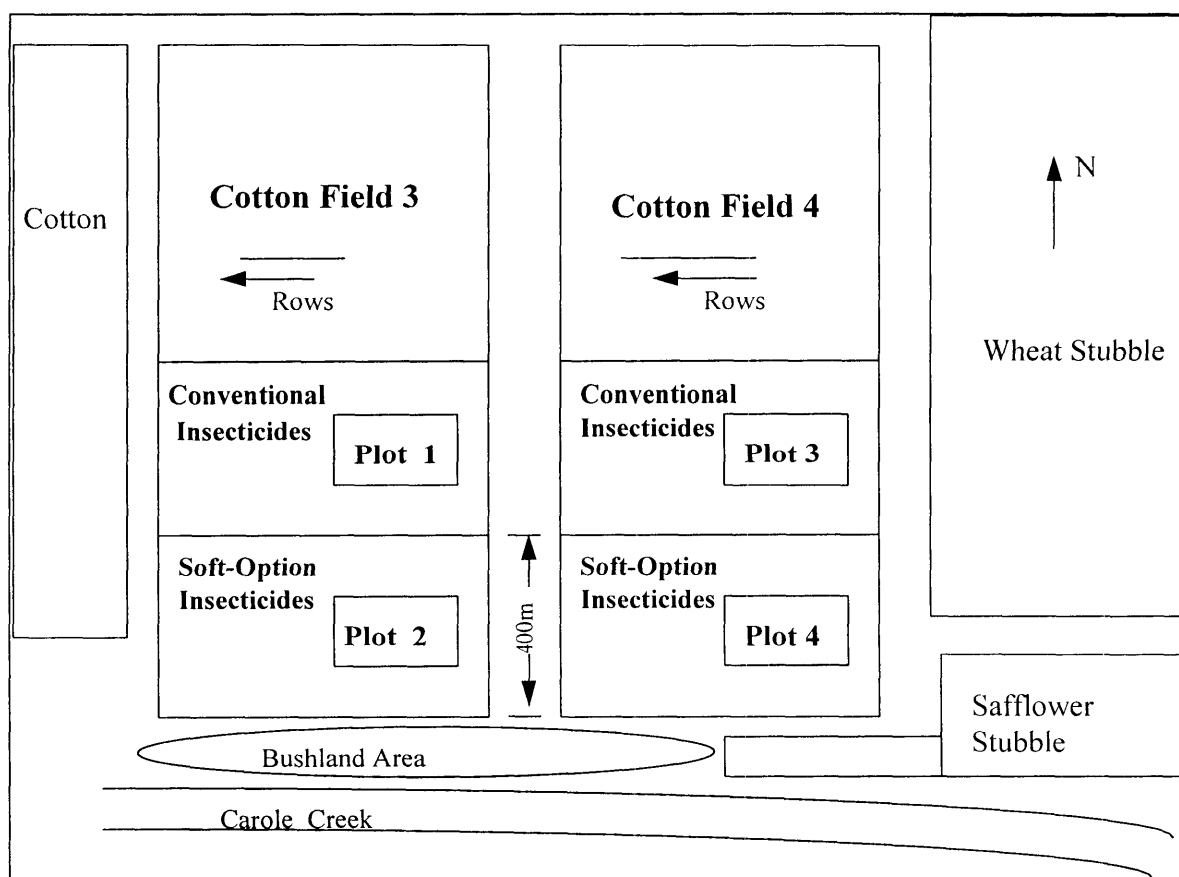 Cotton
Cotton Field 3
Rows
Cotton Field 4
Rows
N
Wheat Stubble
Conventional
Insecticides
Plot 1
Conventional
Insecticides
Plot 3
Soft-Option
Insecticides
Plot 2
400m
Soft-Option
Insecticides
Plot 4
Safflower
Stubble
Bushland Area
Carole Creek